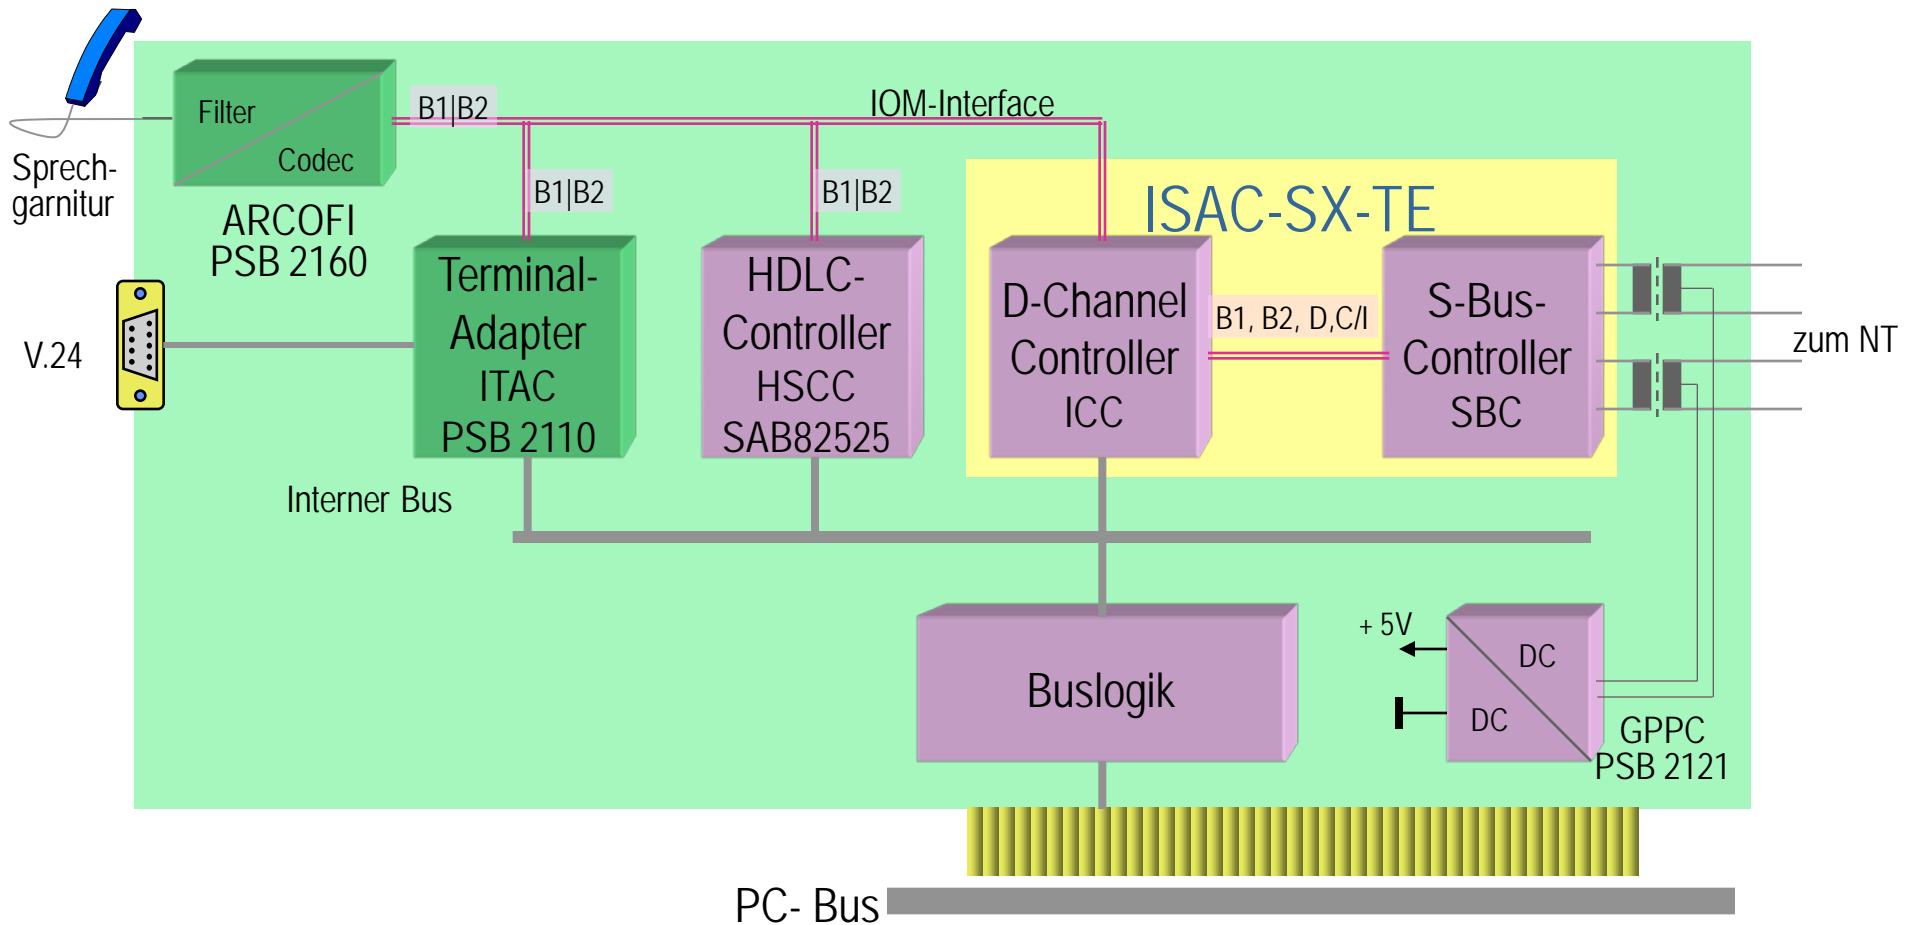 Filter
Codec
B1|B2
IOM-Interface
Sprech-
garnitur
ARCOFI
PSB 2160
B1|B2
B1|B2
ISAC-SX-TE
V.24
Terminal-
Adapter
ITAC
PSB 2110
HDLC-
Controller
HSCC
SAB82525
D-Channel
Controller
ICC
B1, B2, D,C/I
S-Bus-
Controller
SBC
zum NT
Interner Bus
Buslogik
+ 5V
DC
DC
GPPC
PSB 2121
PC- Bus